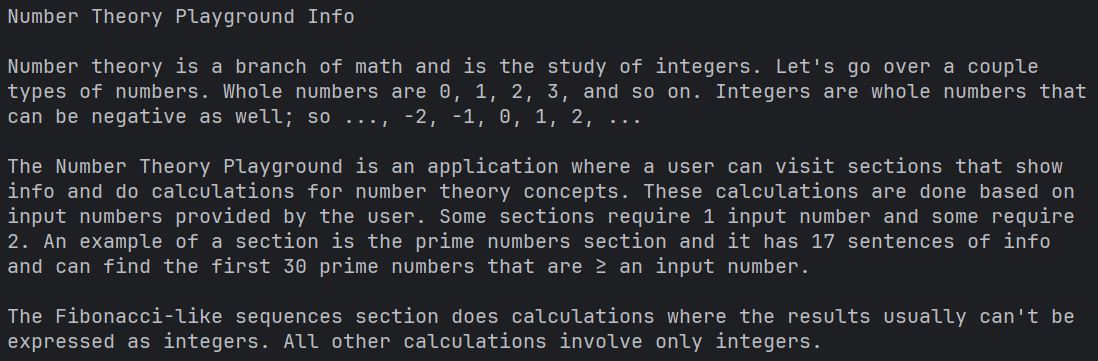 Number Theory Playground Info
Number theory is a branch of math and is the study of integers. Let's go over a couple
types of numbers. Whole numbers are 0, 1, 2, 3, and so on. Integers are whole numbers that
can be negative as well; so ..., -2, -1, 0, 1, 2, ...
The Number Theory Playground is an application where a user can visit sections that show
info and do calculations for number theory concepts. These calculations are done based on
input numbers provided by the user. Some sections require 1 input number and some require
2. An example of a section is the prime numbers section and it has 17 sentences of info
and can find the first 30 prime numbers that are ≥ an input number.
The Fibonacci-like sequences section does calculations where the results usually can't be
expressed as integers. All other calculations involve only integers.